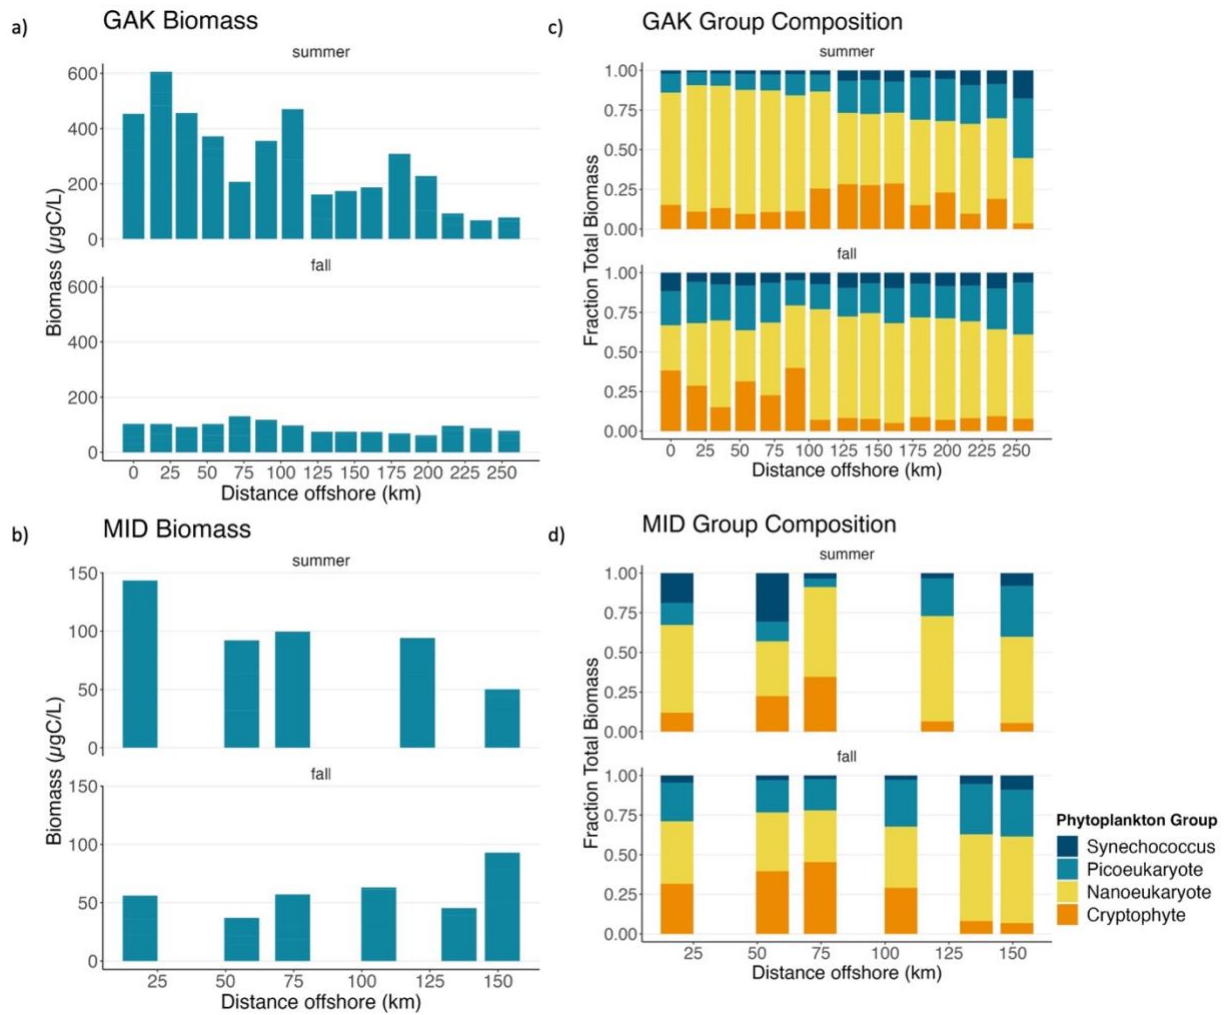 a)
GAK Biomass
summer
600
400
200
0
fall
600
400
200
0
Biomass (µgC/L)
0 25 50 75 100 125 150 175 200 225 250
Distance offshore (km)
c)
GAK Group Composition
summer
1.00
0.75
0.50
0.25
0.00
fall
1.00
0.75
0.50
0.25
0.00
Fraction Total Biomass
0 25 50 75 100 125 150 175 200 225 250
Distance offshore (km)
b)
MID Biomass
summer
150
100
50
0
fall
150
100
50
0
Biomass (µgC/L)
25 50 75 100 125 150
Distance offshore (km)
d)
MID Group Composition
summer
1.00
0.75
0.50
0.25
0.00
fall
1.00
0.75
0.50
0.25
0.00
Fraction Total Biomass
25 50 75 100 125 150
Distance offshore (km)
Phytoplankton Group
Synechococcus
Picoeukaryote
Nanoeukaryote
Cryptophyte